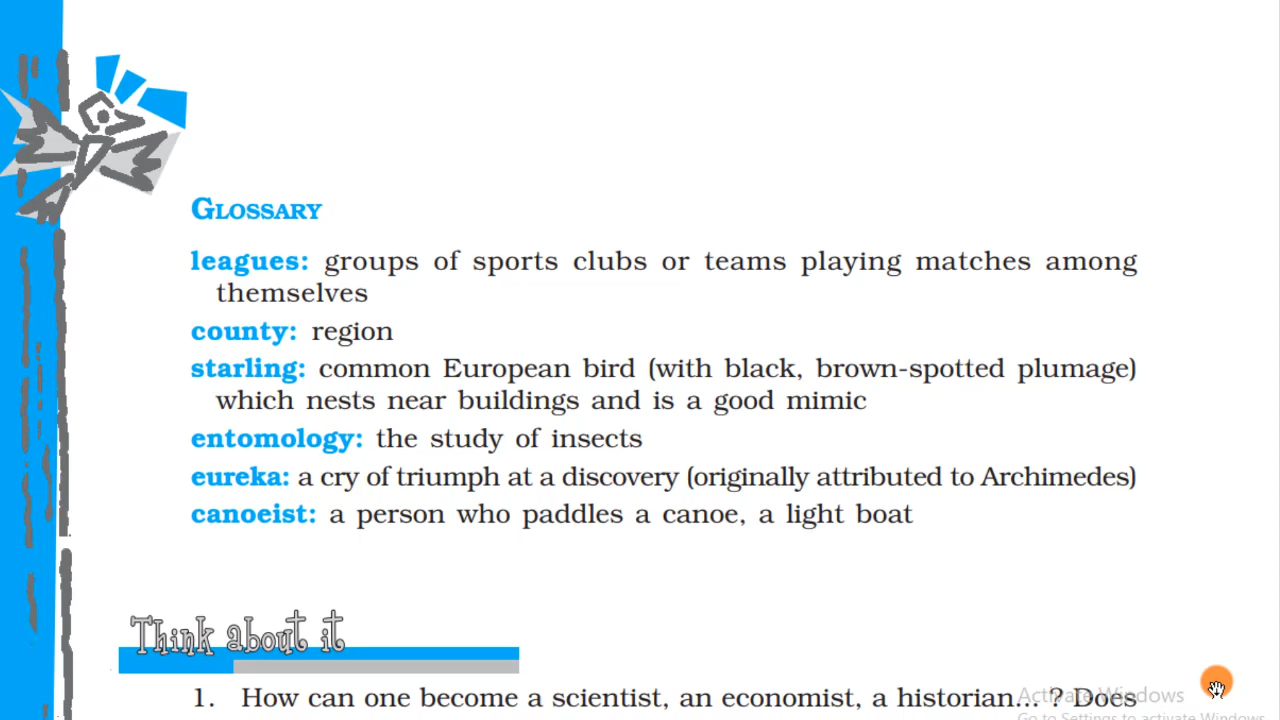 GLOSSARY
leagues: groups of sports clubs or teams playing matches among
themselves
county: region
starling: common European bird (with black, brown-spotted plumage)
which nests near buildings and is a good mimic
entomology: the study of insects
eureka: a cry of triumph at a discovery (originally attributed to Archimedes)
canoeist: a person who paddles a canoe, a light boat
Think about it
1. How can one become a scientist, an economist, a historian... ? Does
Activate Windows
Go to Settings to activate Windows